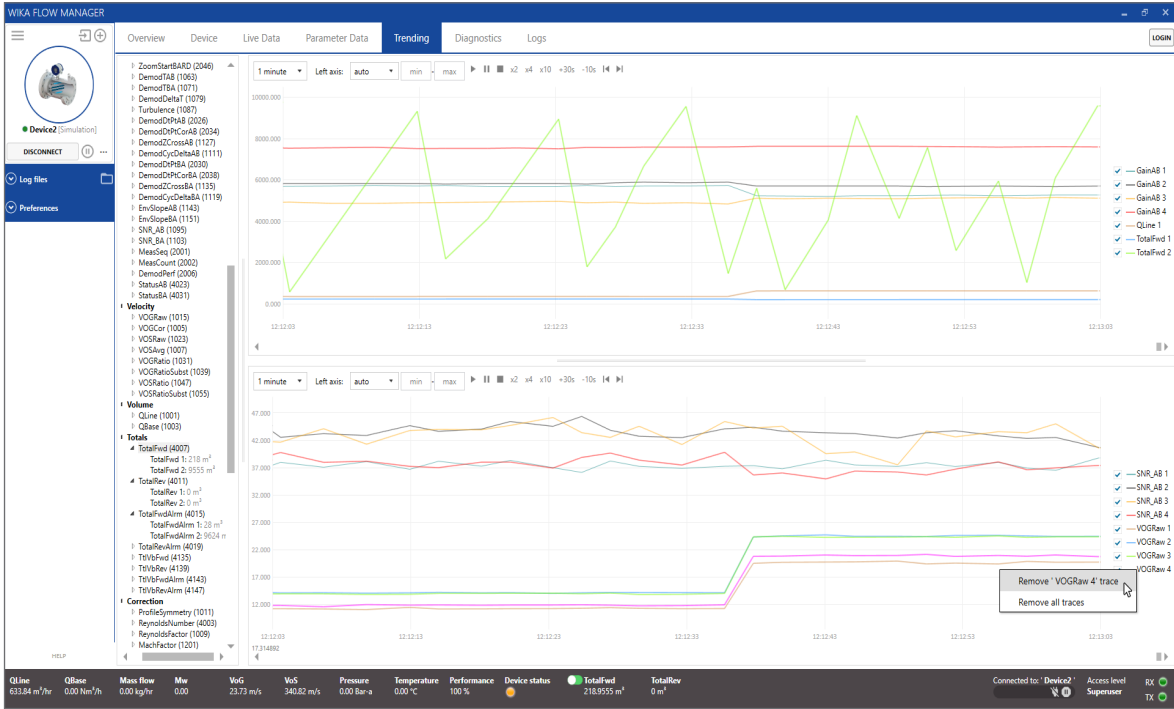 WIKA FLOW MANAGER
Overview Device Live Data Parameter Data Trending Diagnostics Logs
LOGIN
Device2 [Simulation]
DISCONNECT
Log files
Preferences
HELP
ZoomStartBARD (2046)
DemodTAB (1063)
DemodTBA (1071)
DemodDeltaT (1079)
Turbulence (1087)
DemodDtPtAB (2026)
DemodDtPtCorAB (2034)
DemodZCrossAB (1127)
DemodCycDeltaAB (1111)
DemodDtPtBA (2030)
DemodDtPtCorBA (2038)
DemodZCrossBA (1135)
DemodCycDeltaBA (1119)
EnvSlopeAB (1143)
EnvSlopeBA (1151)
SNR_AB (1095)
SNR_BA (1103)
MeasSeq (2001)
MeasCount (2002)
DemodPerf (2006)
StatusAB (4023)
StatusBA (4031)
Velocity
VOGRaw (1015)
VOGCor (1005)
VOSRaw (1023)
VOSAvg (1007)
VOGRatio (1031)
VOGRatioSubst (1039)
VOSRatio (1047)
VOSRatioSubst (1055)
Volume
QLine (1001)
QBase (1003)
Totals
TotalFwd (4007)
TotalFwd 1: 218 m³
TotalFwd 2: 9555 m³
TotalRev (4011)
TotalRev 1: 0 m³
TotalRev 2: 0 m³
TotalFwdAlrm (4015)
TotalFwdAlrm 1: 28 m³
TotalFwdAlrm 2: 9624 m
TotalRevAlrm (4019)
TtlVbFwd (4135)
TtlVbRev (4139)
TtlVbFwdAlrm (4143)
TtlVbRevAlrm (4147)
Correction
ProfileSymmetry (1011)
ReynoldsNumber (4003)
ReynoldsFactor (1009)
MachFactor (1201)
1 minute Left axis: auto min - max x2 x4 x10 +30s -10s
10000.000
8000.000
6000.000
4000.000
2000.000
0.000
12:12:03 12:12:13 12:12:23 12:12:33 12:12:43 12:12:53 12:13:03
GainAB 1
GainAB 2
GainAB 3
GainAB 4
QLine 1
TotalFwd 1
TotalFwd 2
1 minute Left axis: auto min - max x2 x4 x10 +30s -10s
47.000
42.000
37.000
32.000
27.000
22.000
17.000
12.000
12:12:03 12:12:13 12:12:23 12:12:33 12:12:43 12:12:53 12:13:03
17.314892
SNR_AB 1
SNR_AB 2
SNR_AB 3
SNR_AB 4
VOGRaw 1
VOGRaw 2
VOGRaw 3
VOGRaw 4
Remove ' VOGRaw 4' trace
Remove all traces
QLine QBase Mass flow Mw VoG VoS Pressure Temperature Performance Device status TotalFwd TotalRev Connected to: ' Device2 ' Access level RX
633.84 m³/hr 0.00 Nm³/h 0.00 kg/hr 0.00 23.73 m/s 340.82 m/s 0.00 Bar-a 0.00 °C 100 % 218.9555 m³ 0 m³ Superuser TX